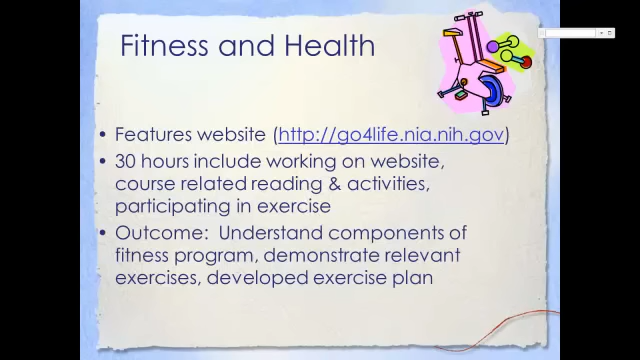 Fitness and Health
• Features website (http://go4life.nia.nih.gov)
• 30 hours include working on website,
course related reading & activities,
participating in exercise
• Outcome:  Understand components of
fitness program, demonstrate relevant
exercises, developed exercise plan